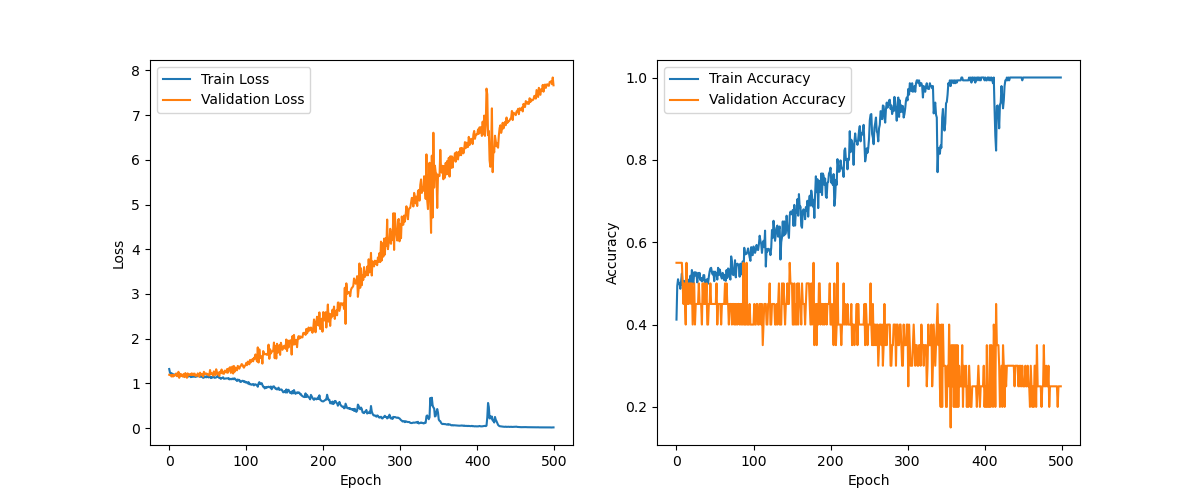 Train Loss
Validation Loss
Loss
8
7
6
5
4
3
2
1
0
0 100 200 300 400 500
Epoch
Train Accuracy
Validation Accuracy
Accuracy
1.0
0.8
0.6
0.4
0.2
0 100 200 300 400 500
Epoch